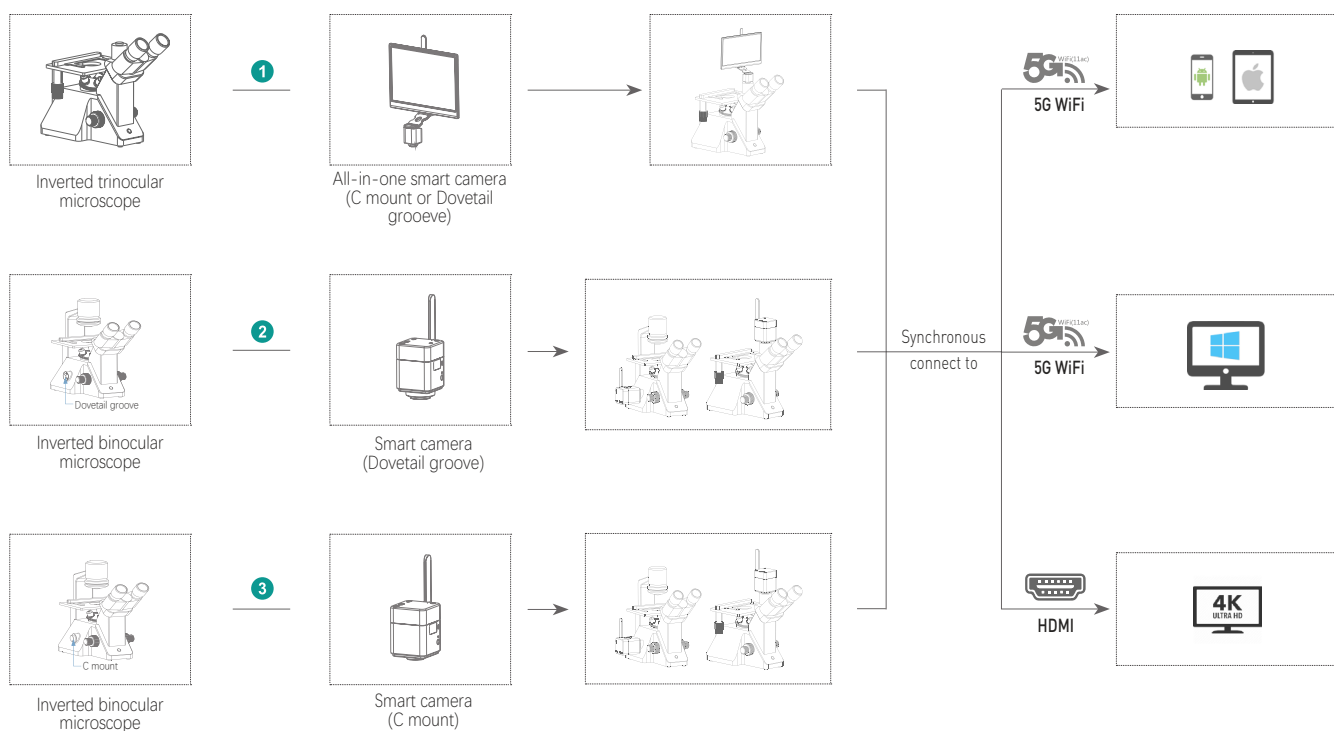 1
5G WiFi(11ac)
5G WiFi
Inverted trinocular
microscope
All-in-one smart camera
(C mount or Dovetail
grooeve)
2
Dovetail groove
Inverted binocular
microscope
Smart camera
(Dovetail groove)
Synchronous
connect to
5G WiFi(11ac)
5G WiFi
3
C mount
Inverted binocular
microscope
Smart camera
(C mount)
HDMI
4K
ULTRA HD